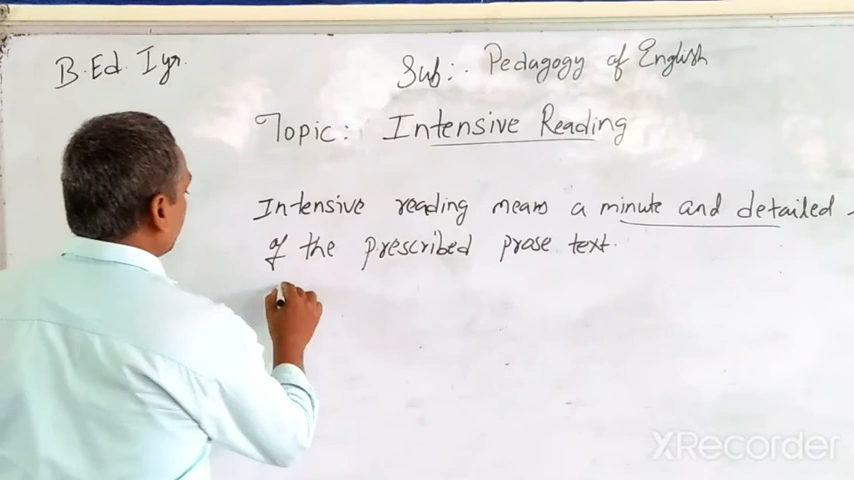 B.Ed I yr.
Sub:- Pedagogy of English
Topic: Intensive Reading
Intensive reading means a minute and detailed
of the prescribed prose text.
XRecorder